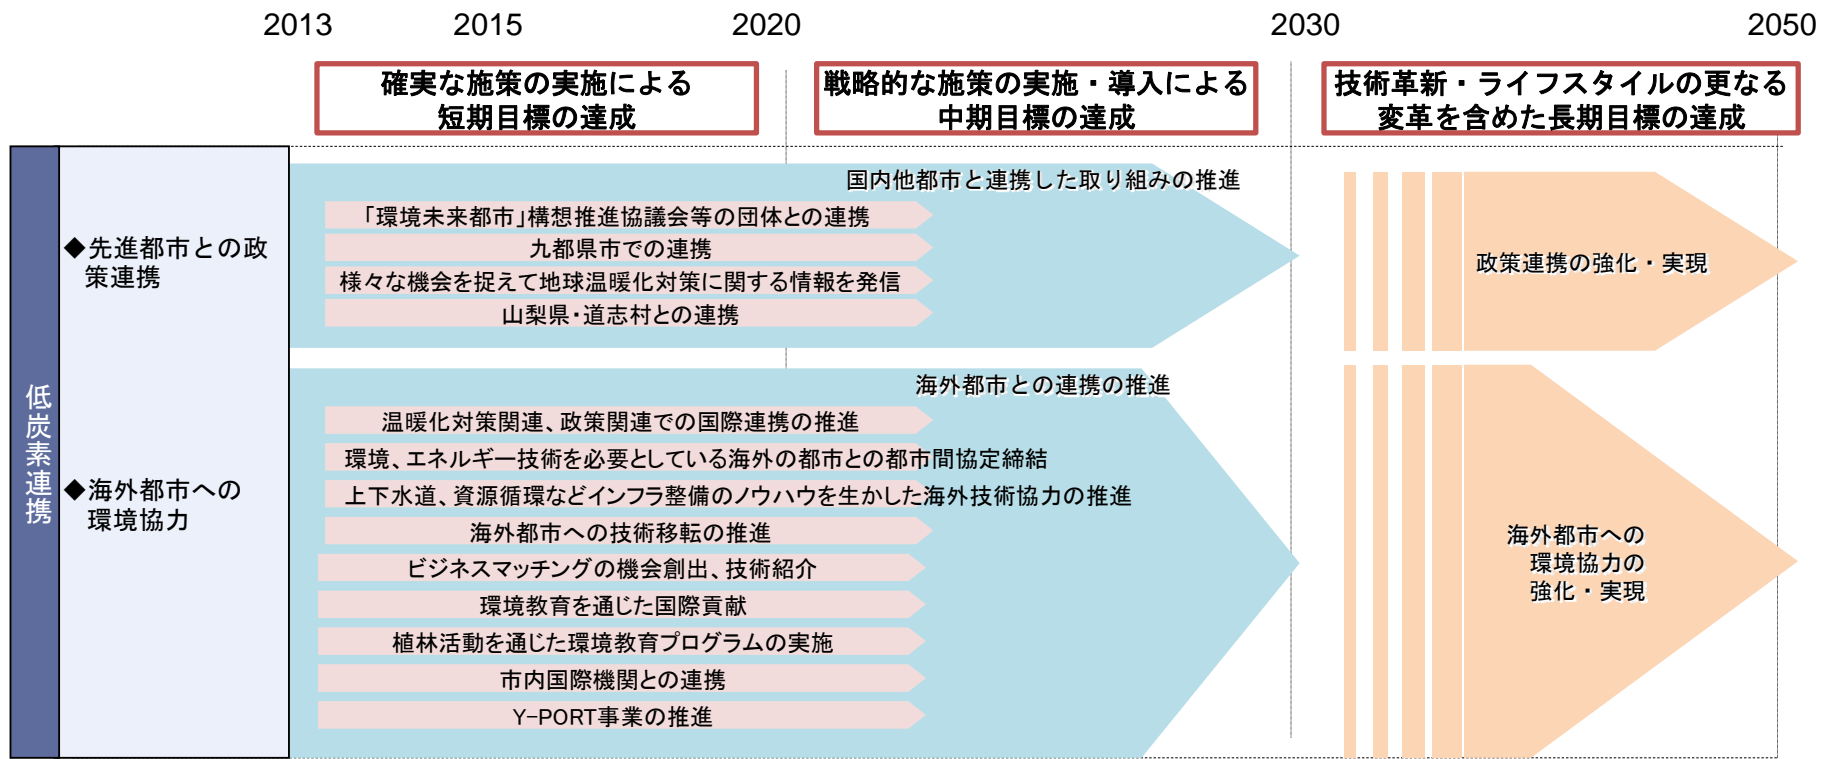 2013
2015
2020
2030
2050
確実な施策の実施による
短期目標の達成
戦略的な施策の実施・導入による
中期目標の達成
技術革新・ライフスタイルの更なる
変革を含めた長期目標の達成
低炭素連携
◆先進都市との政
策連携
国内他都市と連携した取り組みの推進
「環境未来都市」構想推進協議会等の団体との連携
九都県市での連携
様々な機会を捉えて地球温暖化対策に関する情報を発信
山梨県・道志村との連携
政策連携の強化・実現
◆海外都市への
環境協力
海外都市との連携の推進
温暖化対策関連、政策関連での国際連携の推進
環境、エネルギー技術を必要としている海外の都市との都市間協定締結
上下水道、資源循環などインフラ整備のノウハウを生かした海外技術協力の推進
海外都市への技術移転の推進
ビジネスマッチングの機会創出、技術紹介
環境教育を通じた国際貢献
植林活動を通じた環境教育プログラムの実施
市内国際機関との連携
Y-PORT事業の推進
海外都市への
環境協力の
強化・実現